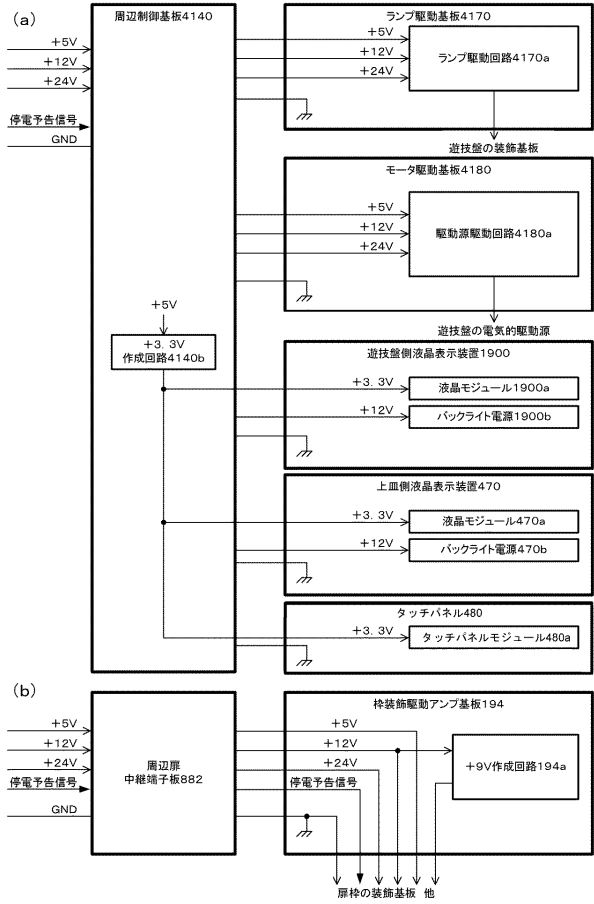 (a)
周辺制御基板4140
+5V
+12V
+24V
停電予告信号
GND
+5V
+3.3V
作成回路4140b
ランプ駆動基板4170
+5V
+12V
+24V
ランプ駆動回路4170a
遊技盤の装飾基板
モータ駆動基板4180
+5V
+12V
+24V
駆動源駆動回路4180a
遊技盤の電気的駆動源
遊技盤側液晶表示装置1900
+3.3V
液晶モジュール1900a
+12V
バックライト電源1900b
上皿側液晶表示装置470
+3.3V
液晶モジュール470a
+12V
バックライト電源470b
タッチパネル480
+3.3V
タッチパネルモジュール480a
(b)
+5V
+12V
+24V
停電予告信号
GND
周辺扉
中継端子板882
枠装飾駆動アンプ基板194
+5V
+12V
+24V
停電予告信号
+9V作成回路194a
扉枠の装飾基板 他